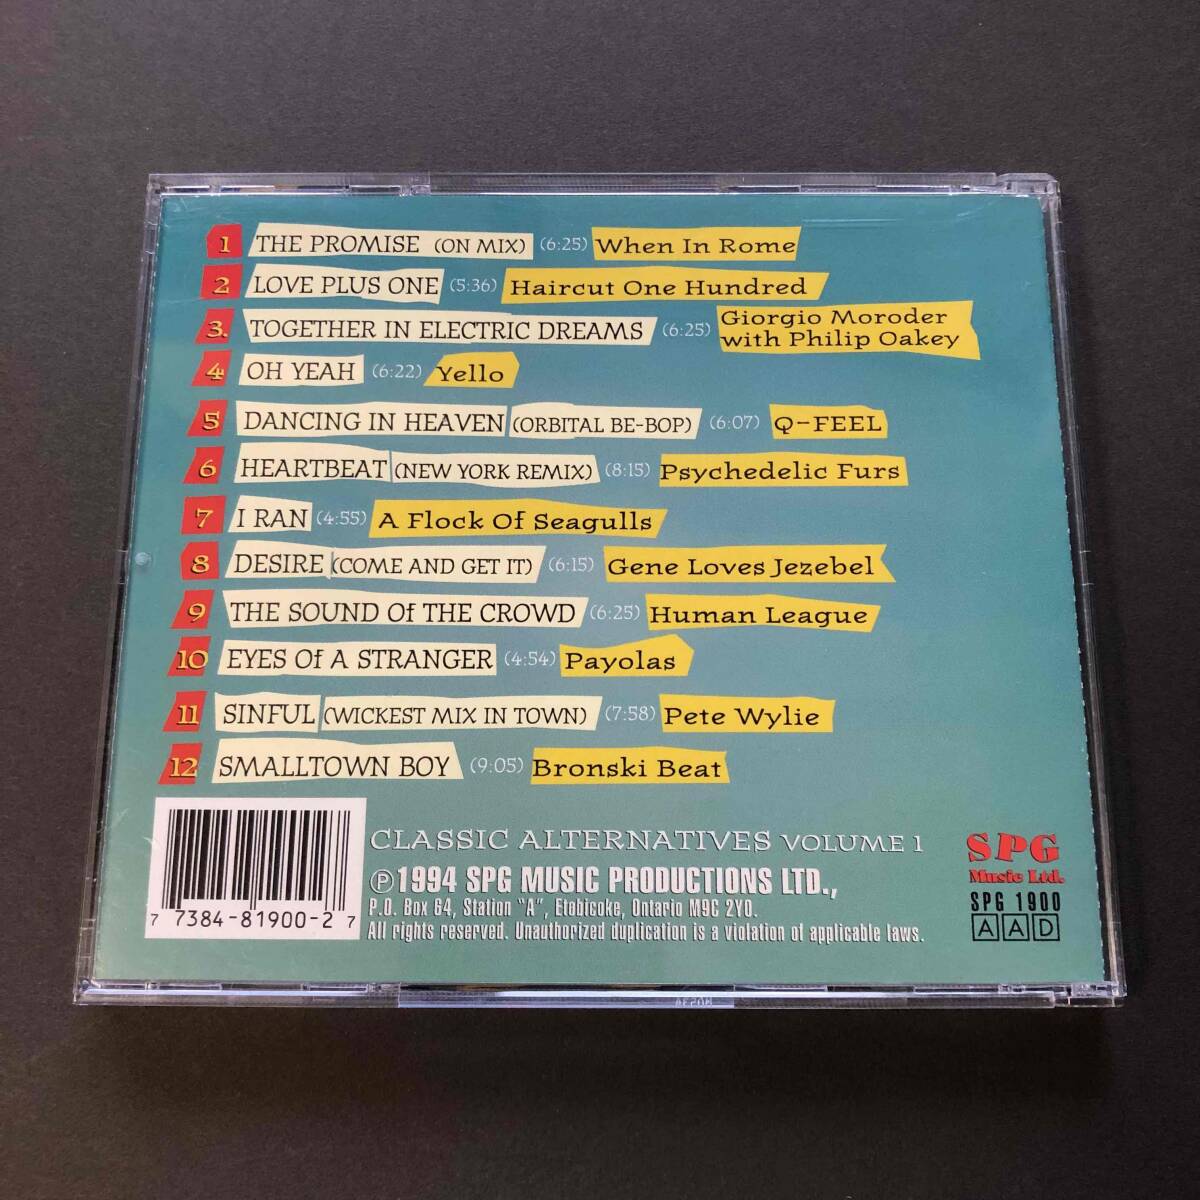 1 THE PROMISE (ON MIX) (6:25) When In Rome
2 LOVE PLUS ONE (5:36) Haircut One Hundred
3. TOGETHER IN ELECTRIC DREAMS (6:25) Giorgio Moroder
with Philip Oakey
4 OH YEAH (6:22) Yello
5 DANCING IN HEAVEN (ORBITAL BE-BOP) (6:07) Q-FEEL
6 HEARTBEAT (NEW YORK REMIX) (8:15) Psychedelic Furs
7 I RAN (4:55) A Flock Of Seagulls
8 DESIRE (COME AND GET IT) (6:15) Gene Loves Jezebel
9 THE SOUND Of THE CROWD (6:25) Human League
10 EYES Of A STRANGER (4:54) Payolas
11 SINFUL (WICKEST MIX IN TOWN) (7:58) Pete Wylie
12 SMALLTOWN BOY (9:05) Bronski Beat
7 7384-81900-2 7
CLASSIC ALTERNATIVES VOLUME 1
Ⓟ1994 SPG MUSIC PRODUCTIONS LTD.,
P.O. Box 64, Station "A", Etobicoke, Ontario M9C 2Y0.
All rights reserved. Unauthorized duplication is a violation of applicable laws.
SPG
Music Ltd.
SPG 1900
AAD